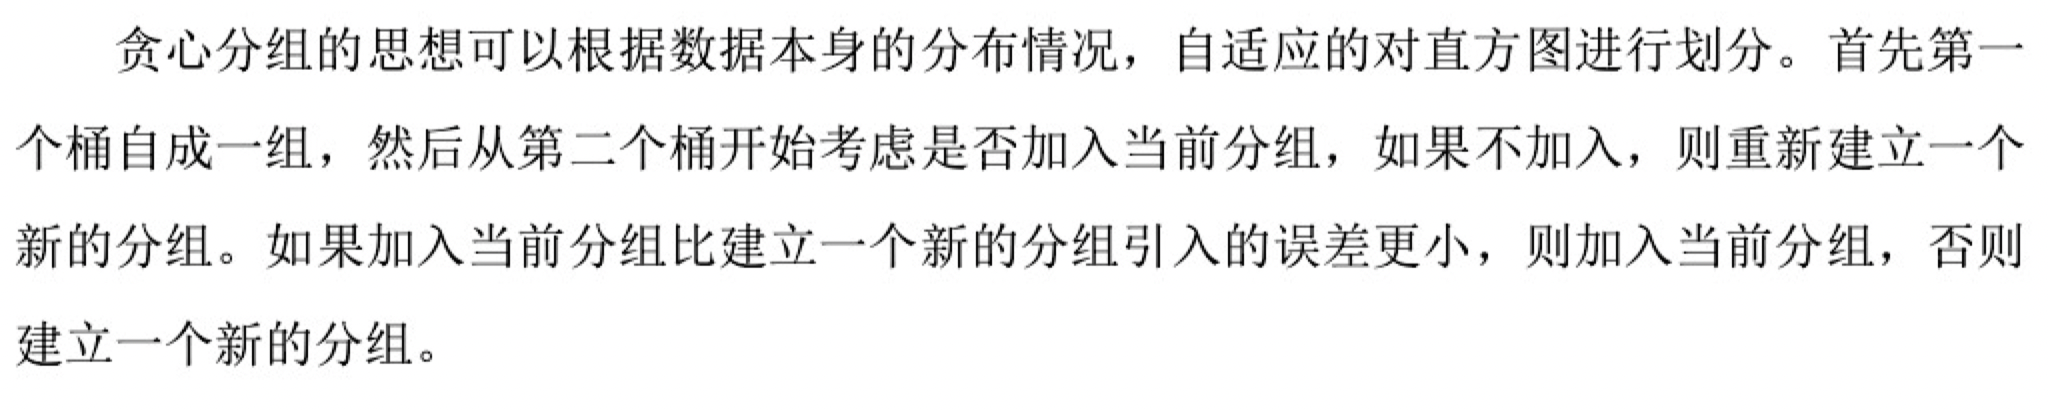 贪心分组的思想可以根据数据本身的分布情况，自适应的对直方图进行划分。首先第一
个桶自成一组，然后从第二个桶开始考虑是否加入当前分组，如果不加入，则重新建立一个
新的分组。如果加入当前分组比建立一个新的分组引入的误差更小，则加入当前分组，否则
建立一个新的分组。